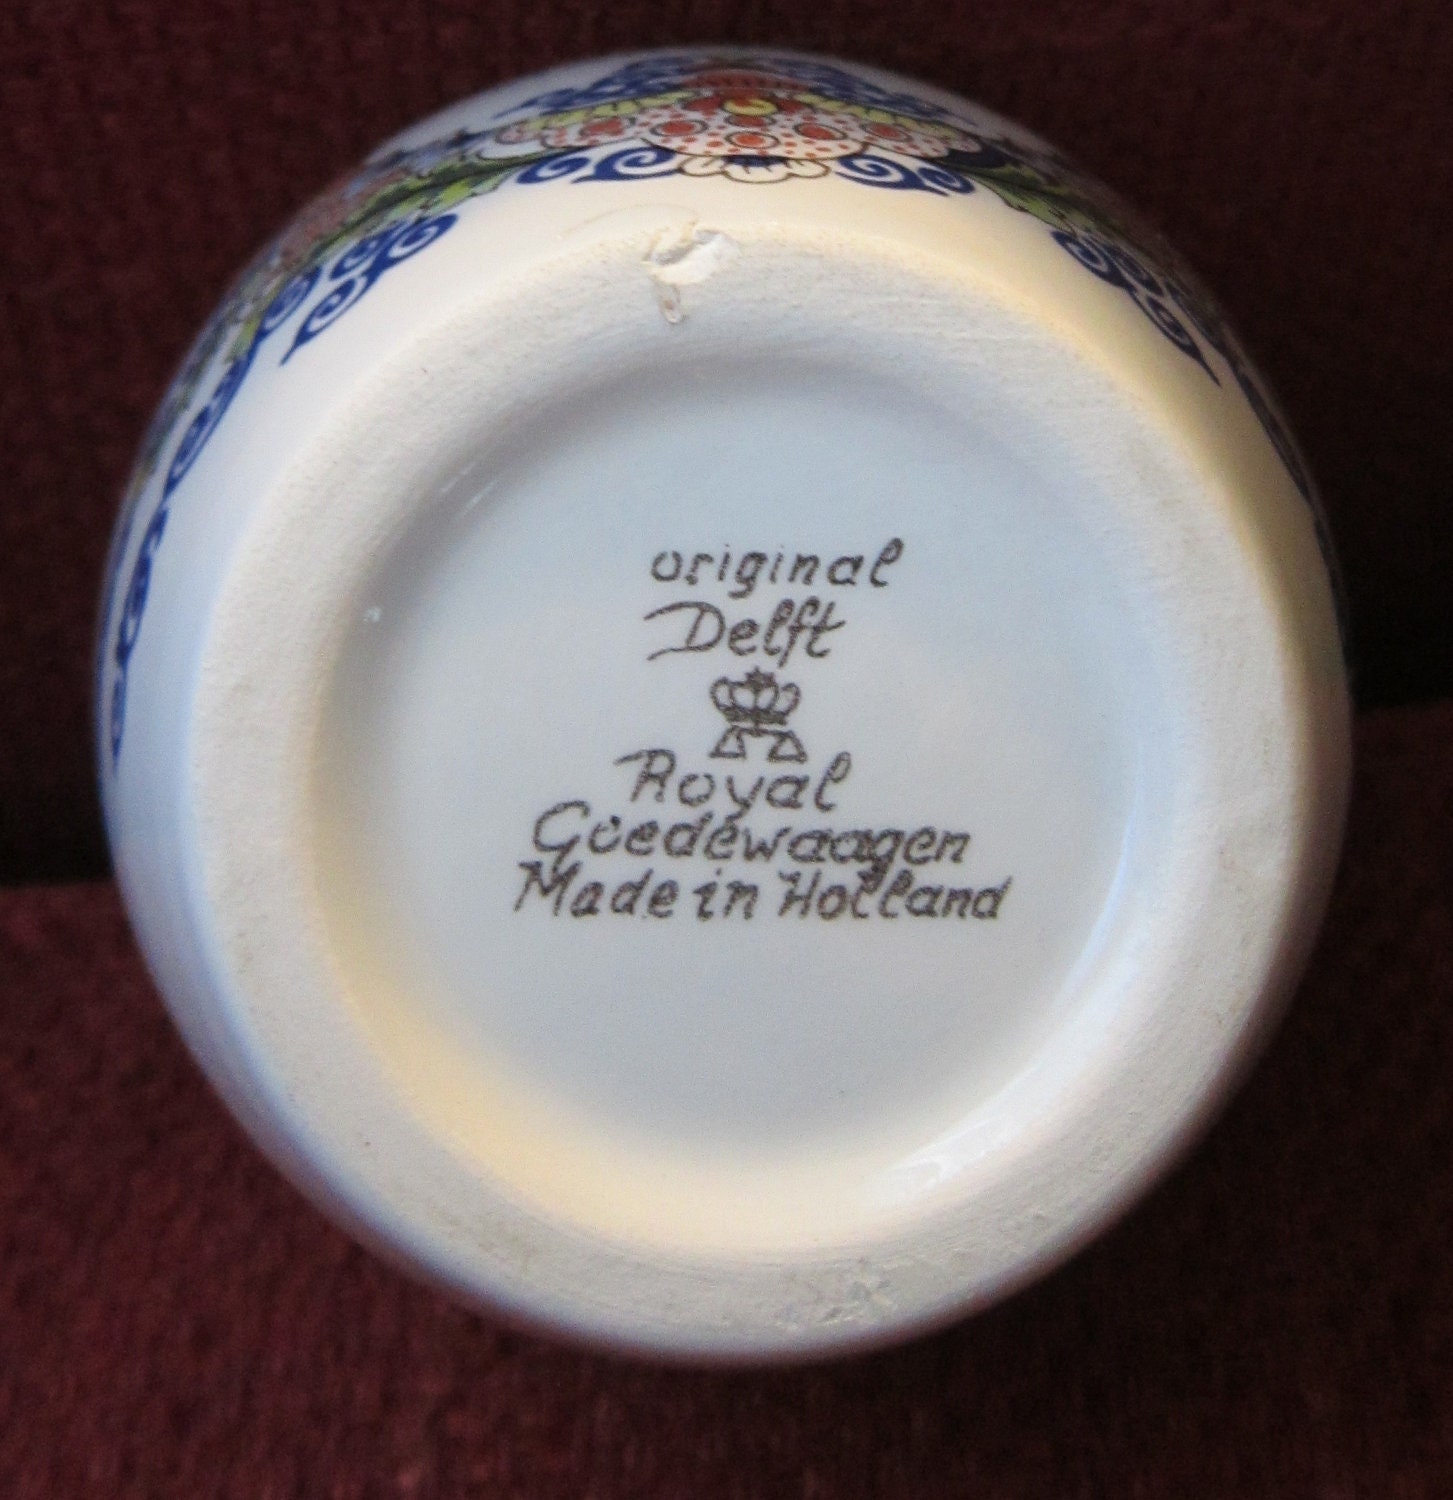 original
Delft
Royal
Goedewaagen
Made in Holland